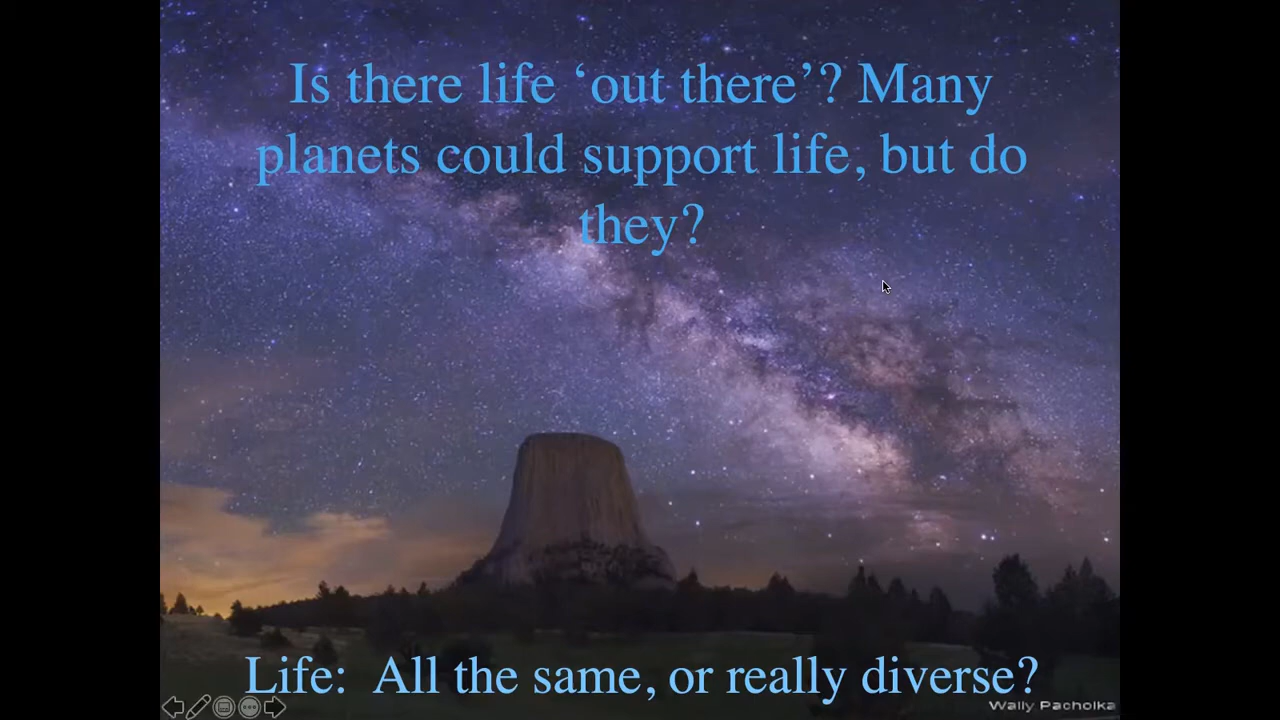 Is there life ‘out there’? Many
planets could support life, but do
they?
Life:  All the same, or really diverse?
Wally Pacholka